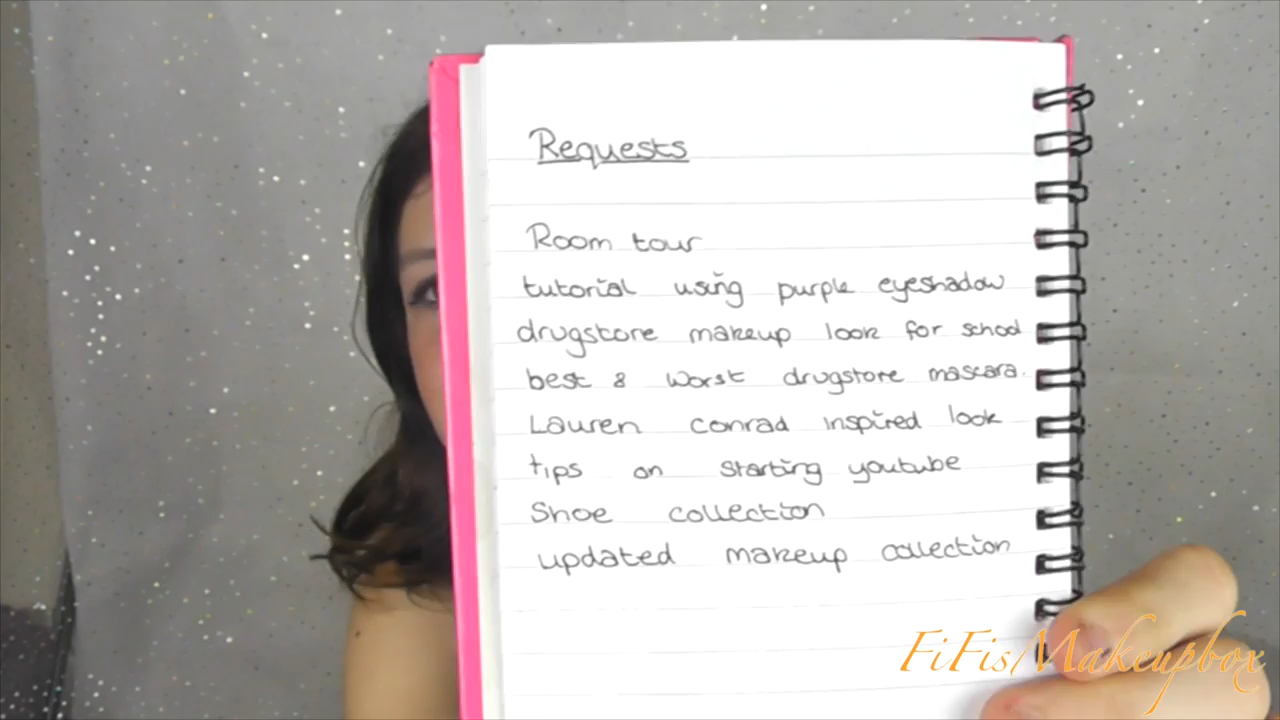 Requests
Room tour
tutorial using purple eyeshadow
drugstore makeup look for school
best & worst drugstore mascara.
Lauren conrad inspired look
tips on starting youtube
Shoe collection
updated makeup collection
FiFisMakeupbox